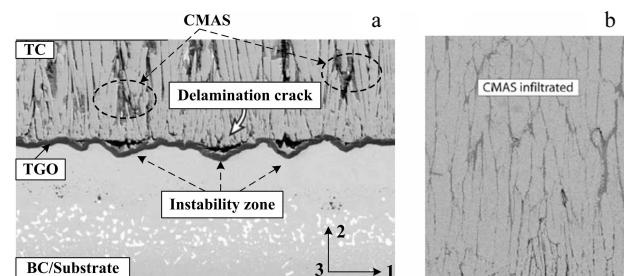 CMAS
a
b
TC
CMAS infiltrated
Delamination crack
TGO
Instability zone
2
BC/Substrate
3
1